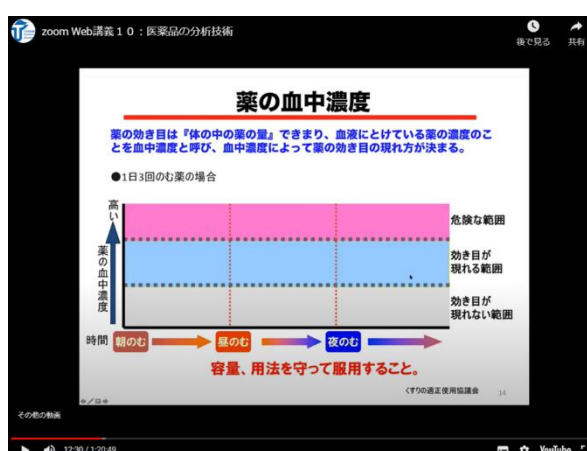 zoom Web講義１０：医薬品の分析技術
後で見る
共有
薬の血中濃度
薬の効き目は『体の中の薬の量』できまり、血液にとけている薬の濃度のこ
とを血中濃度と呼び、血中濃度によって薬の効き目の現れ方が決まる。
●1日3回のむ薬の場合
高い
薬の血中濃度
危険な範囲
効き目が
現れる範囲
効き目が
現れない範囲
時間
朝のむ
昼のむ
夜のむ
容量、用法を守って服用すること。
くすりの適正使用協議会
14
その他の動画
12:30 / 1:20:49
YouTube